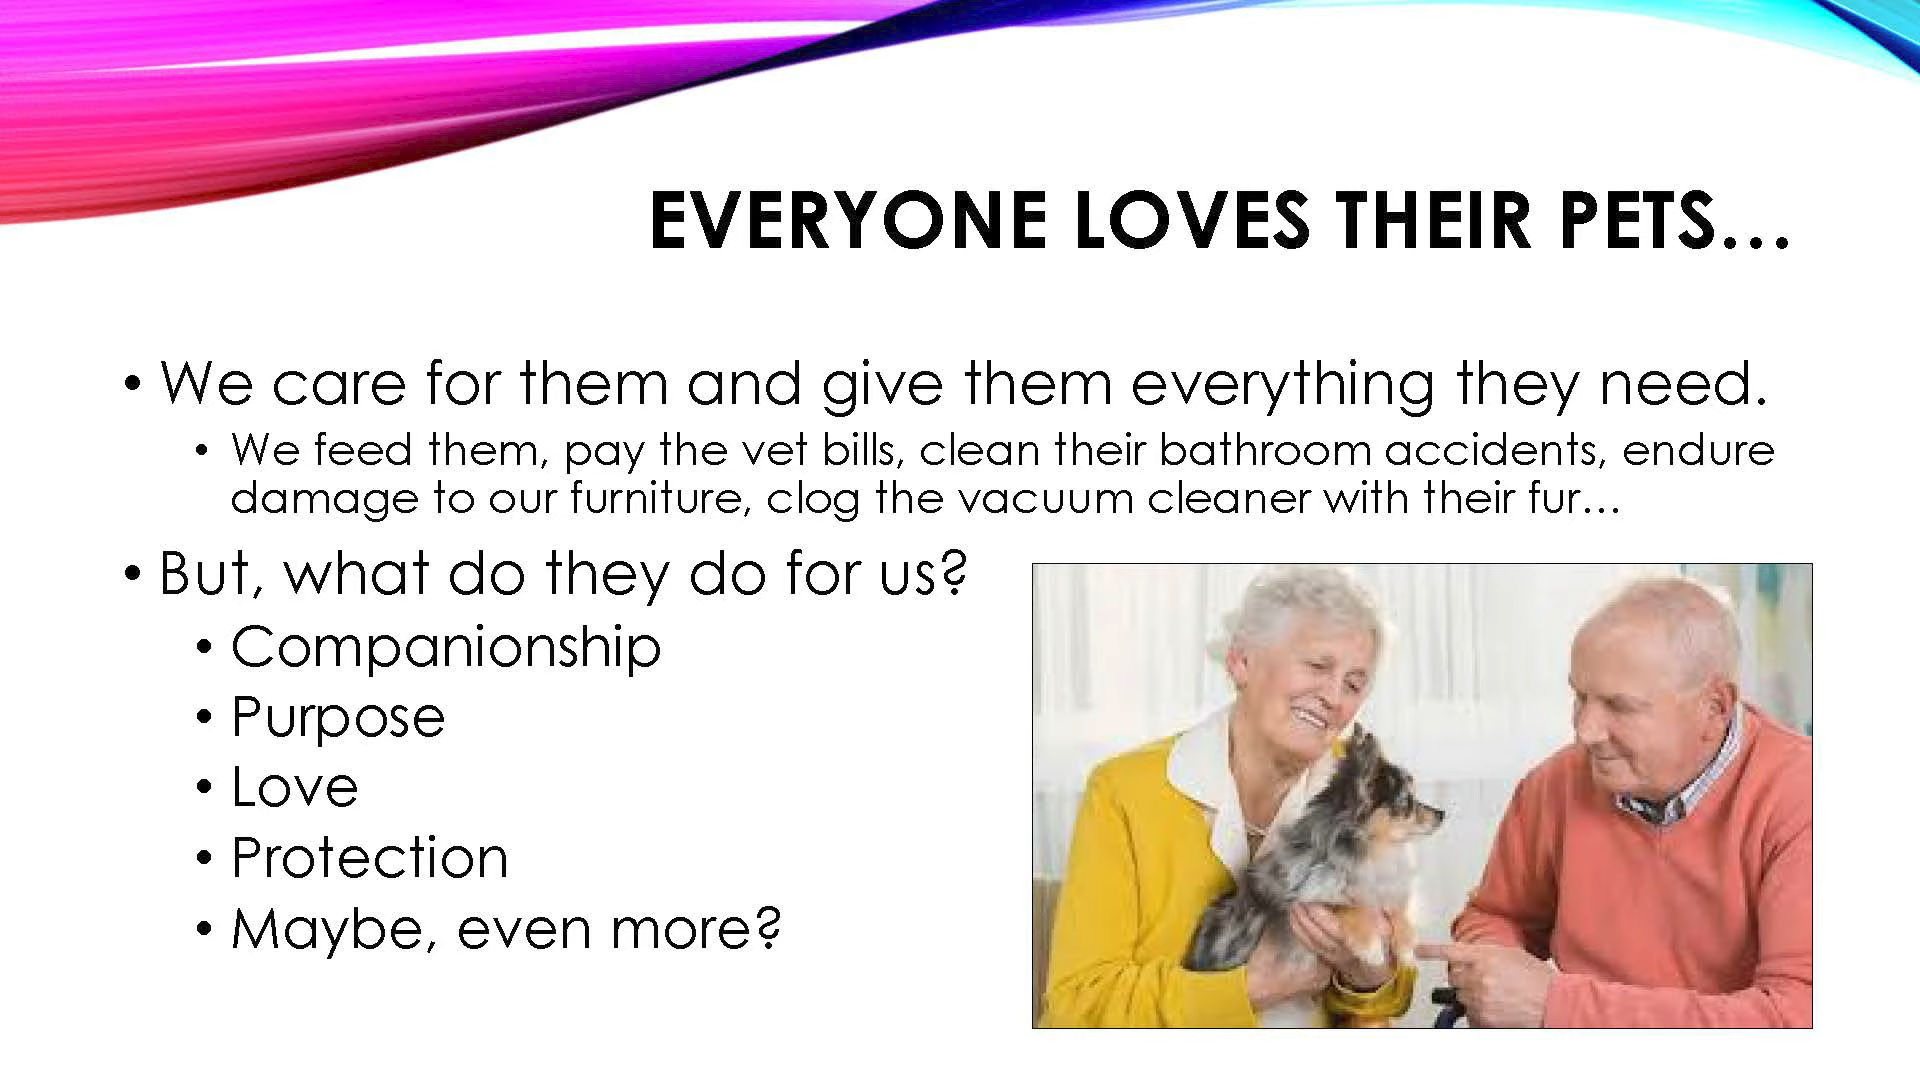 EVERYONE LOVES THEIR PETS...
• We care for them and give them everything they need.
• We feed them, pay the vet bills, clean their bathroom accidents, endure
damage to our furniture, clog the vacuum cleaner with their fur...
• But, what do they do for us?
• Companionship
• Purpose
• Love
• Protection
• Maybe, even more?